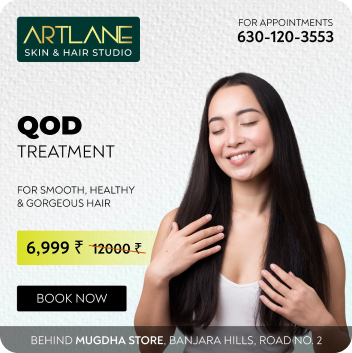 ARTLANE
SKIN & HAIR STUDIO
FOR APPOINTMENTS
630-120-3553
QOD
TREATMENT
FOR SMOOTH, HEALTHY
& GORGEOUS HAIR
6,999 ₹ 12000 ₹
BOOK NOW
BEHIND MUGDHA STORE, BANJARA HILLS, ROAD NO. 2